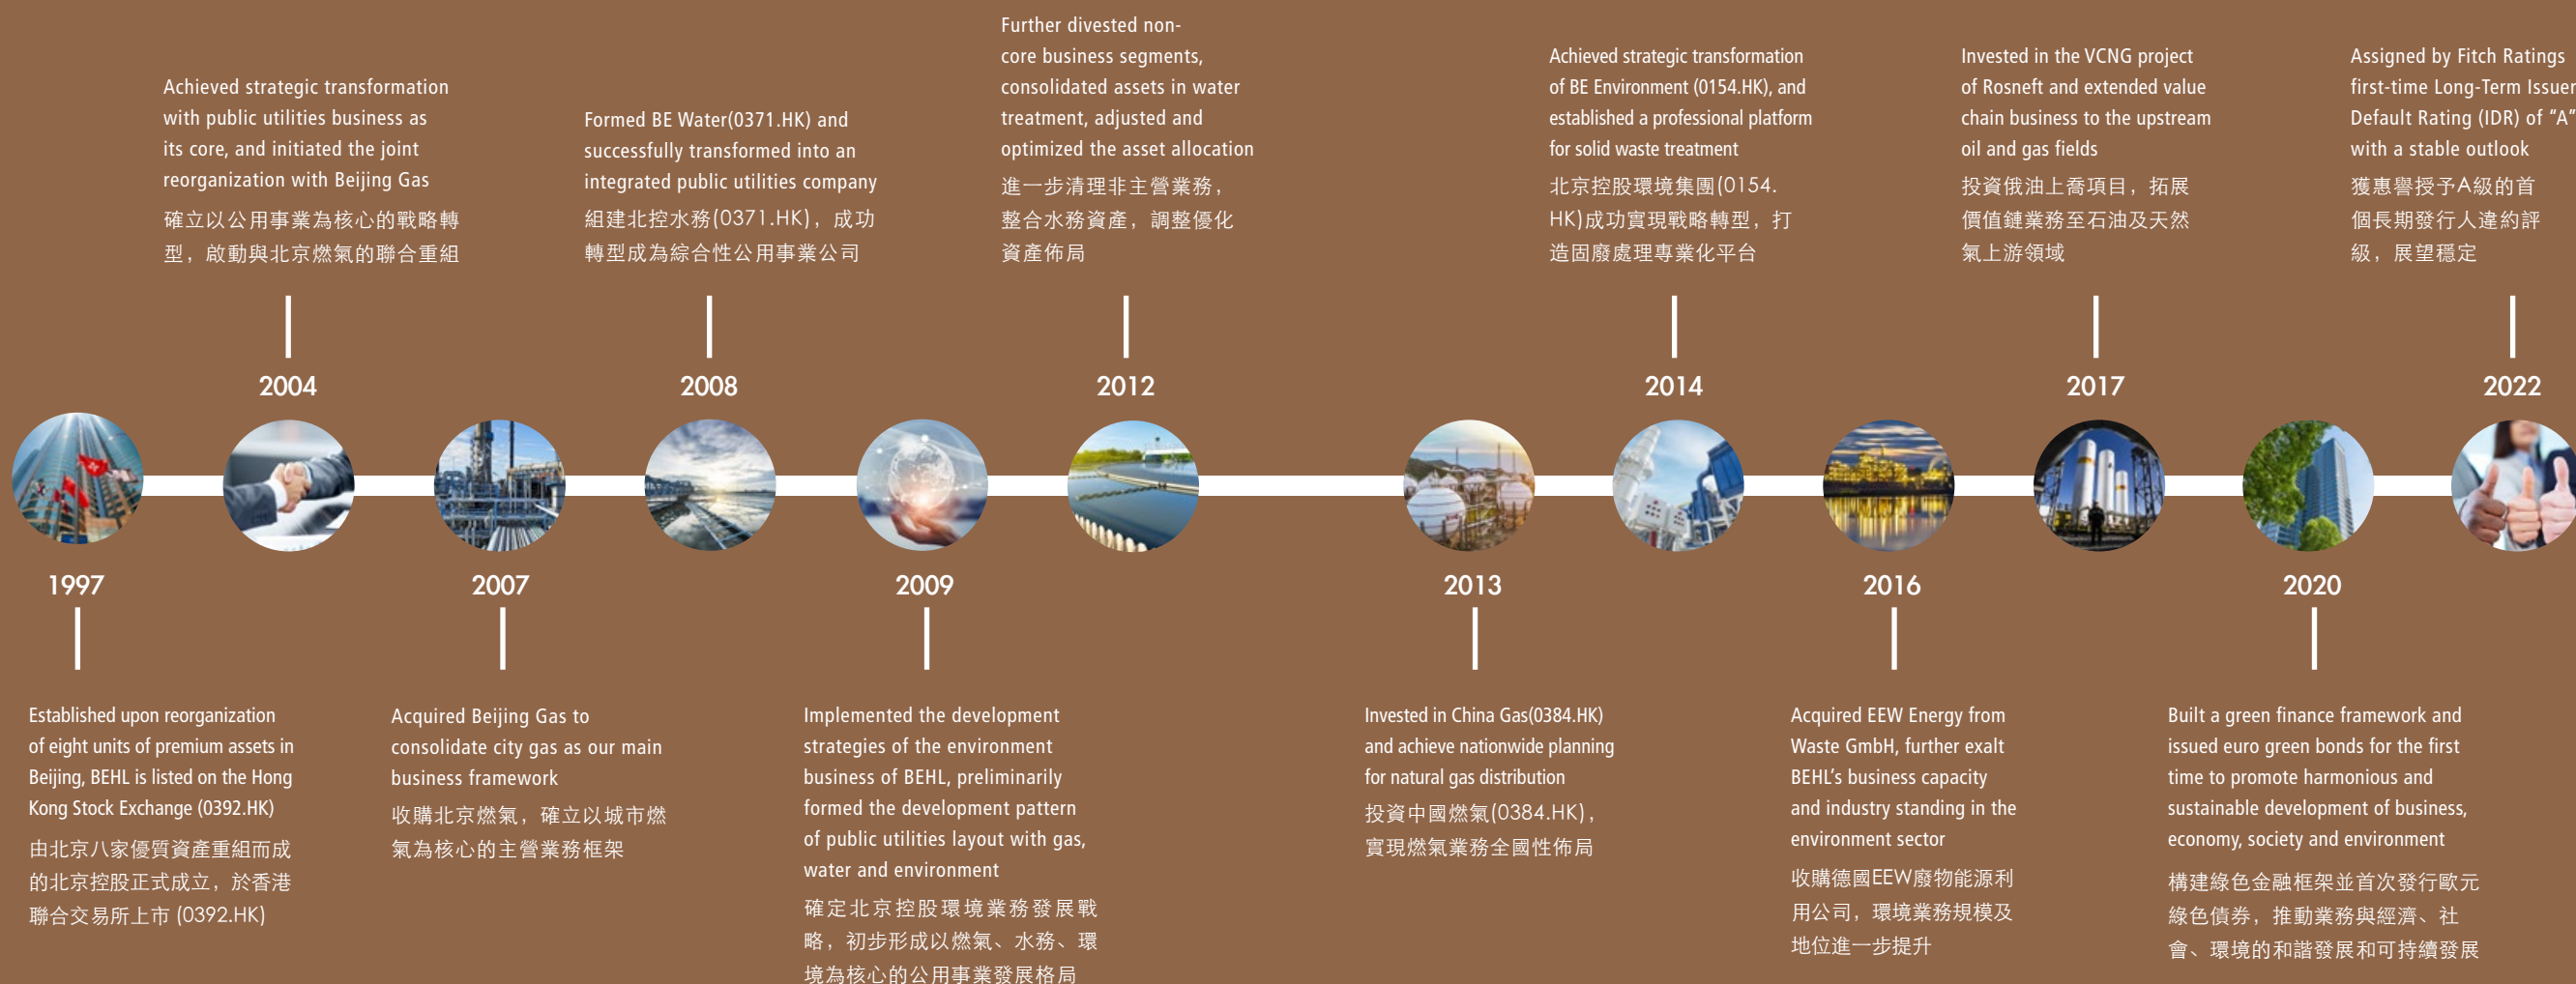 Achieved strategic transformation
with public utilities business as
its core, and initiated the joint
reorganization with Beijing Gas
確立以公用事業為核心的戰略轉
型，啟動與北京燃氣的聯合重組
2004
Formed BE Water(0371.HK) and
successfully transformed into an
integrated public utilities company
組建北控水務(0371.HK)，成功
轉型成為綜合性公用事業公司
2008
Further divested non-
core business segments,
consolidated assets in water
treatment, adjusted and
optimized the asset allocation
進一步清理非主營業務，
整合水務資產，調整優化
資產佈局
2012
Achieved strategic transformation
of BE Environment (0154.HK), and
established a professional platform
for solid waste treatment
北京控股環境集團(0154.
HK)成功實現戰略轉型，打
造固廢處理專業化平台
2014
Invested in the VCNG project
of Rosneft and extended value
chain business to the upstream
oil and gas fields
投資俄油上喬項目，拓展
價值鏈業務至石油及天然
氣上游領域
2017
Assigned by Fitch Ratings
first-time Long-Term Issuer
Default Rating (IDR) of “A”
with a stable outlook
獲惠譽授予A級的首
個長期發行人違約評
級，展望穩定
2022
1997
Established upon reorganization
of eight units of premium assets in
Beijing, BEHL is listed on the Hong
Kong Stock Exchange (0392.HK)
由北京八家優質資產重組而成
的北京控股正式成立，於香港
聯合交易所上市 (0392.HK)
2007
Acquired Beijing Gas to
consolidate city gas as our main
business framework
收購北京燃氣，確立以城市燃
氣為核心的主營業務框架
2009
Implemented the development
strategies of the environment
business of BEHL, preliminarily
formed the development pattern
of public utilities layout with gas,
water and environment
確定北京控股環境業務發展戰
略，初步形成以燃氣、水務、環
境為核心的公用事業發展格局
2013
Invested in China Gas(0384.HK)
and achieve nationwide planning
for natural gas distribution
投資中國燃氣(0384.HK)，
實現燃氣業務全國性佈局
2016
Acquired EEW Energy from
Waste GmbH, further exalt
BEHL’s business capacity
and industry standing in the
environment sector
收購德國EEW廢物能源利
用公司，環境業務規模及
地位進一步提升
2020
Built a green finance framework and
issued euro green bonds for the first
time to promote harmonious and
sustainable development of business,
economy, society and environment
構建綠色金融框架並首次發行歐元
綠色債券，推動業務與經濟、社
會、環境的和諧發展和可持續發展